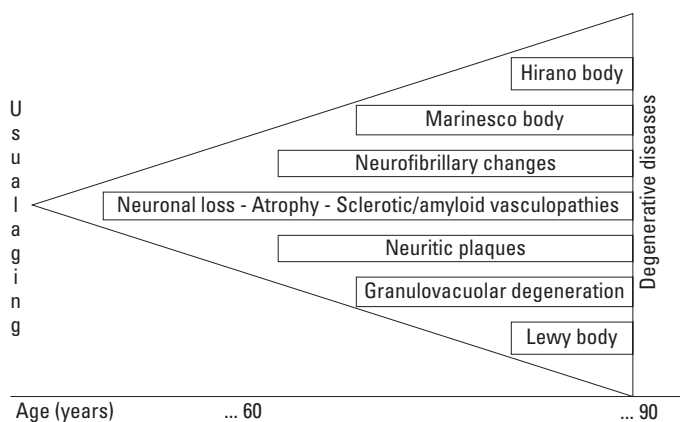 Usual aging
Hirano body
Marinesco body
Neurofibrillary changes
Neuronal loss - Atrophy - Sclerotic/amyloid vasculopathies
Neuritic plaques
Granulovacuolar degeneration
Lewy body
Degenerative diseases
Age (years) ... 60 ... 90